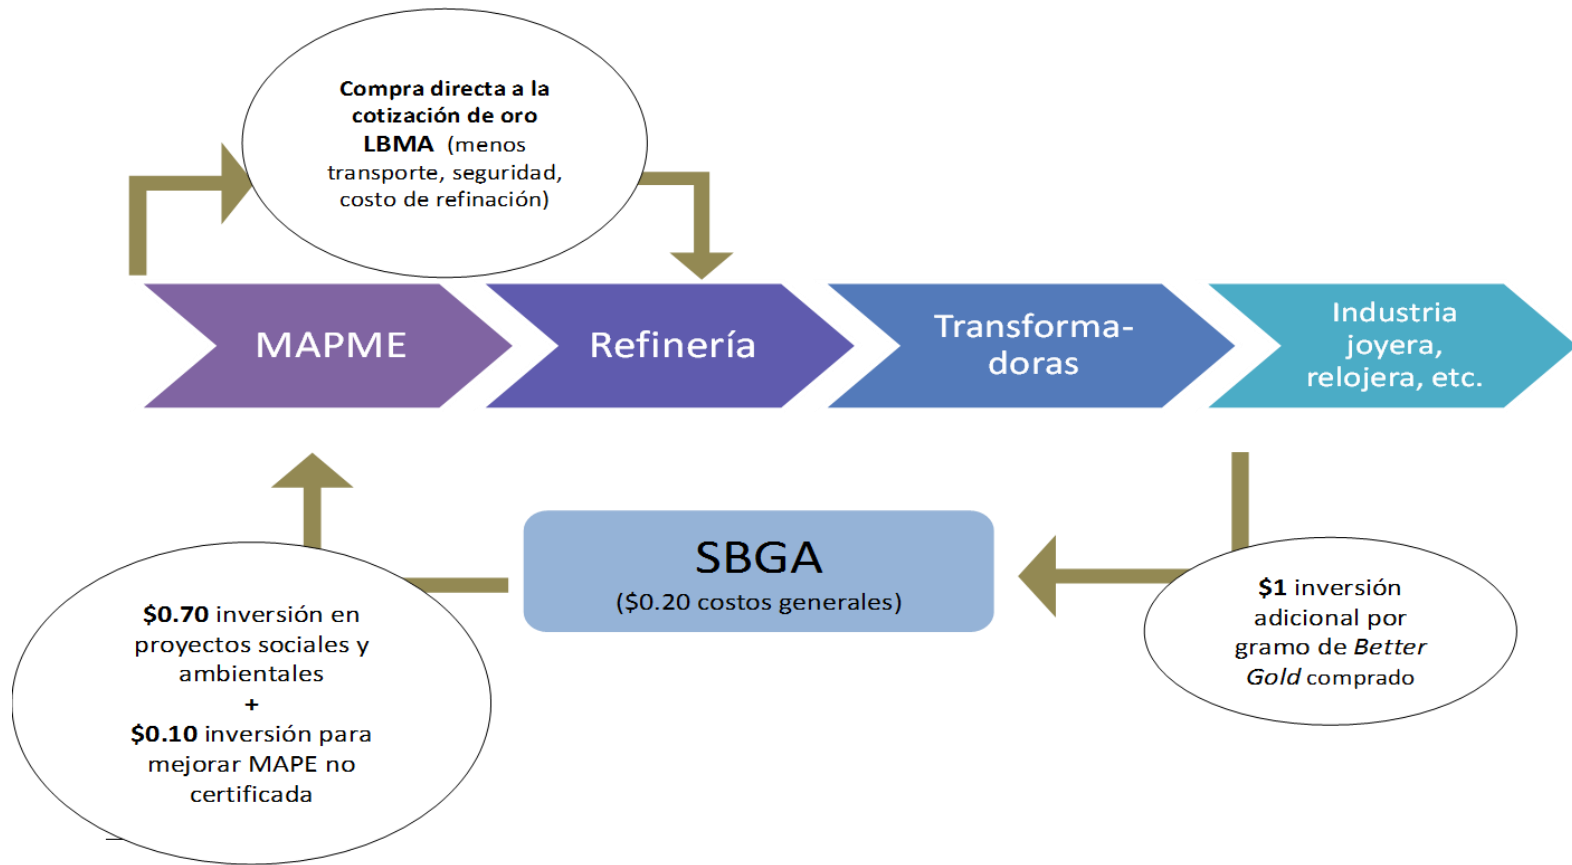 Compra directa a la
cotización de oro
LBMA (menos
transporte, seguridad,
costo de refinación)
MAPME
Refinería
Transforma-
doras
Industria
joyera,
relojera, etc.
SBGA
($0.20 costos generales)
$0.70 inversión en
proyectos sociales y
ambientales
+
$0.10 inversión para
mejorar MAPE no
certificada
$1 inversión
adicional por
gramo de Better
Gold comprado